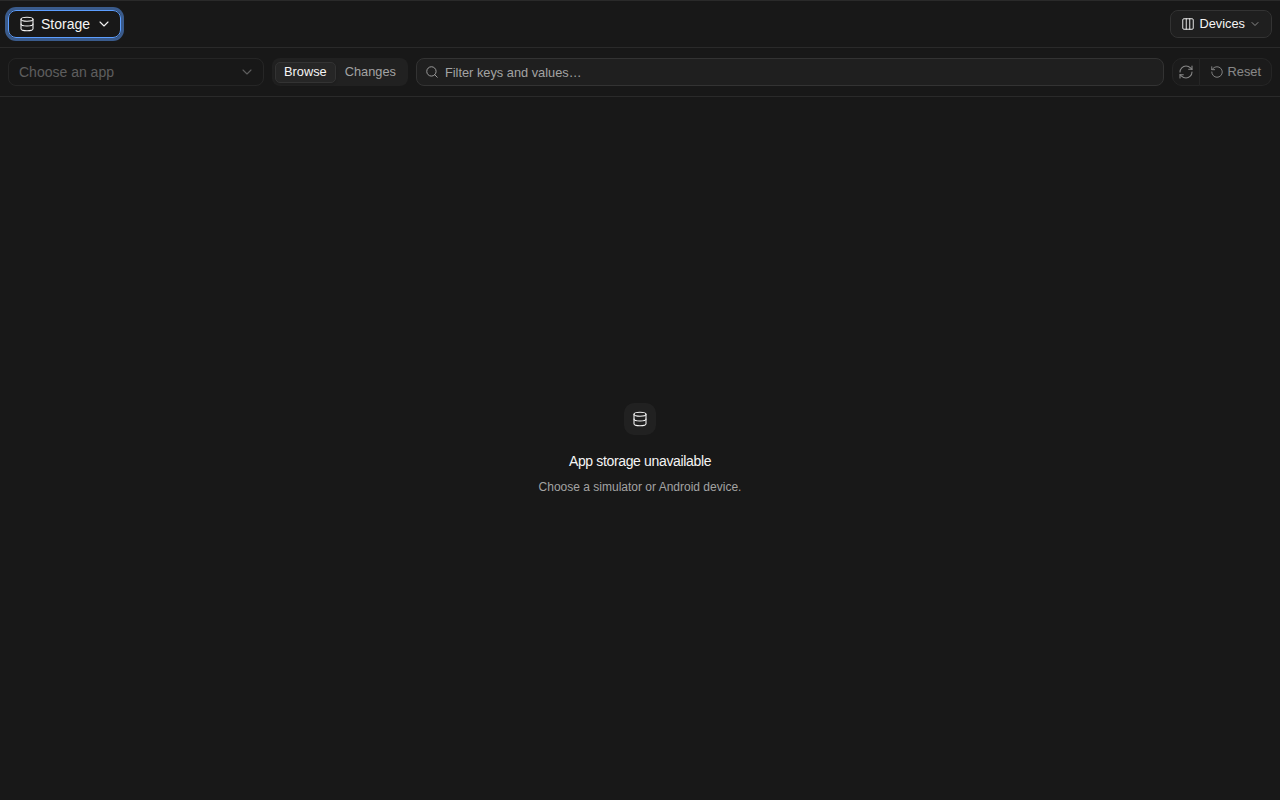 Storage
Devices
Choose an app
Browse
Changes
Filter keys and values…
Reset
App storage unavailable
Choose a simulator or Android device.